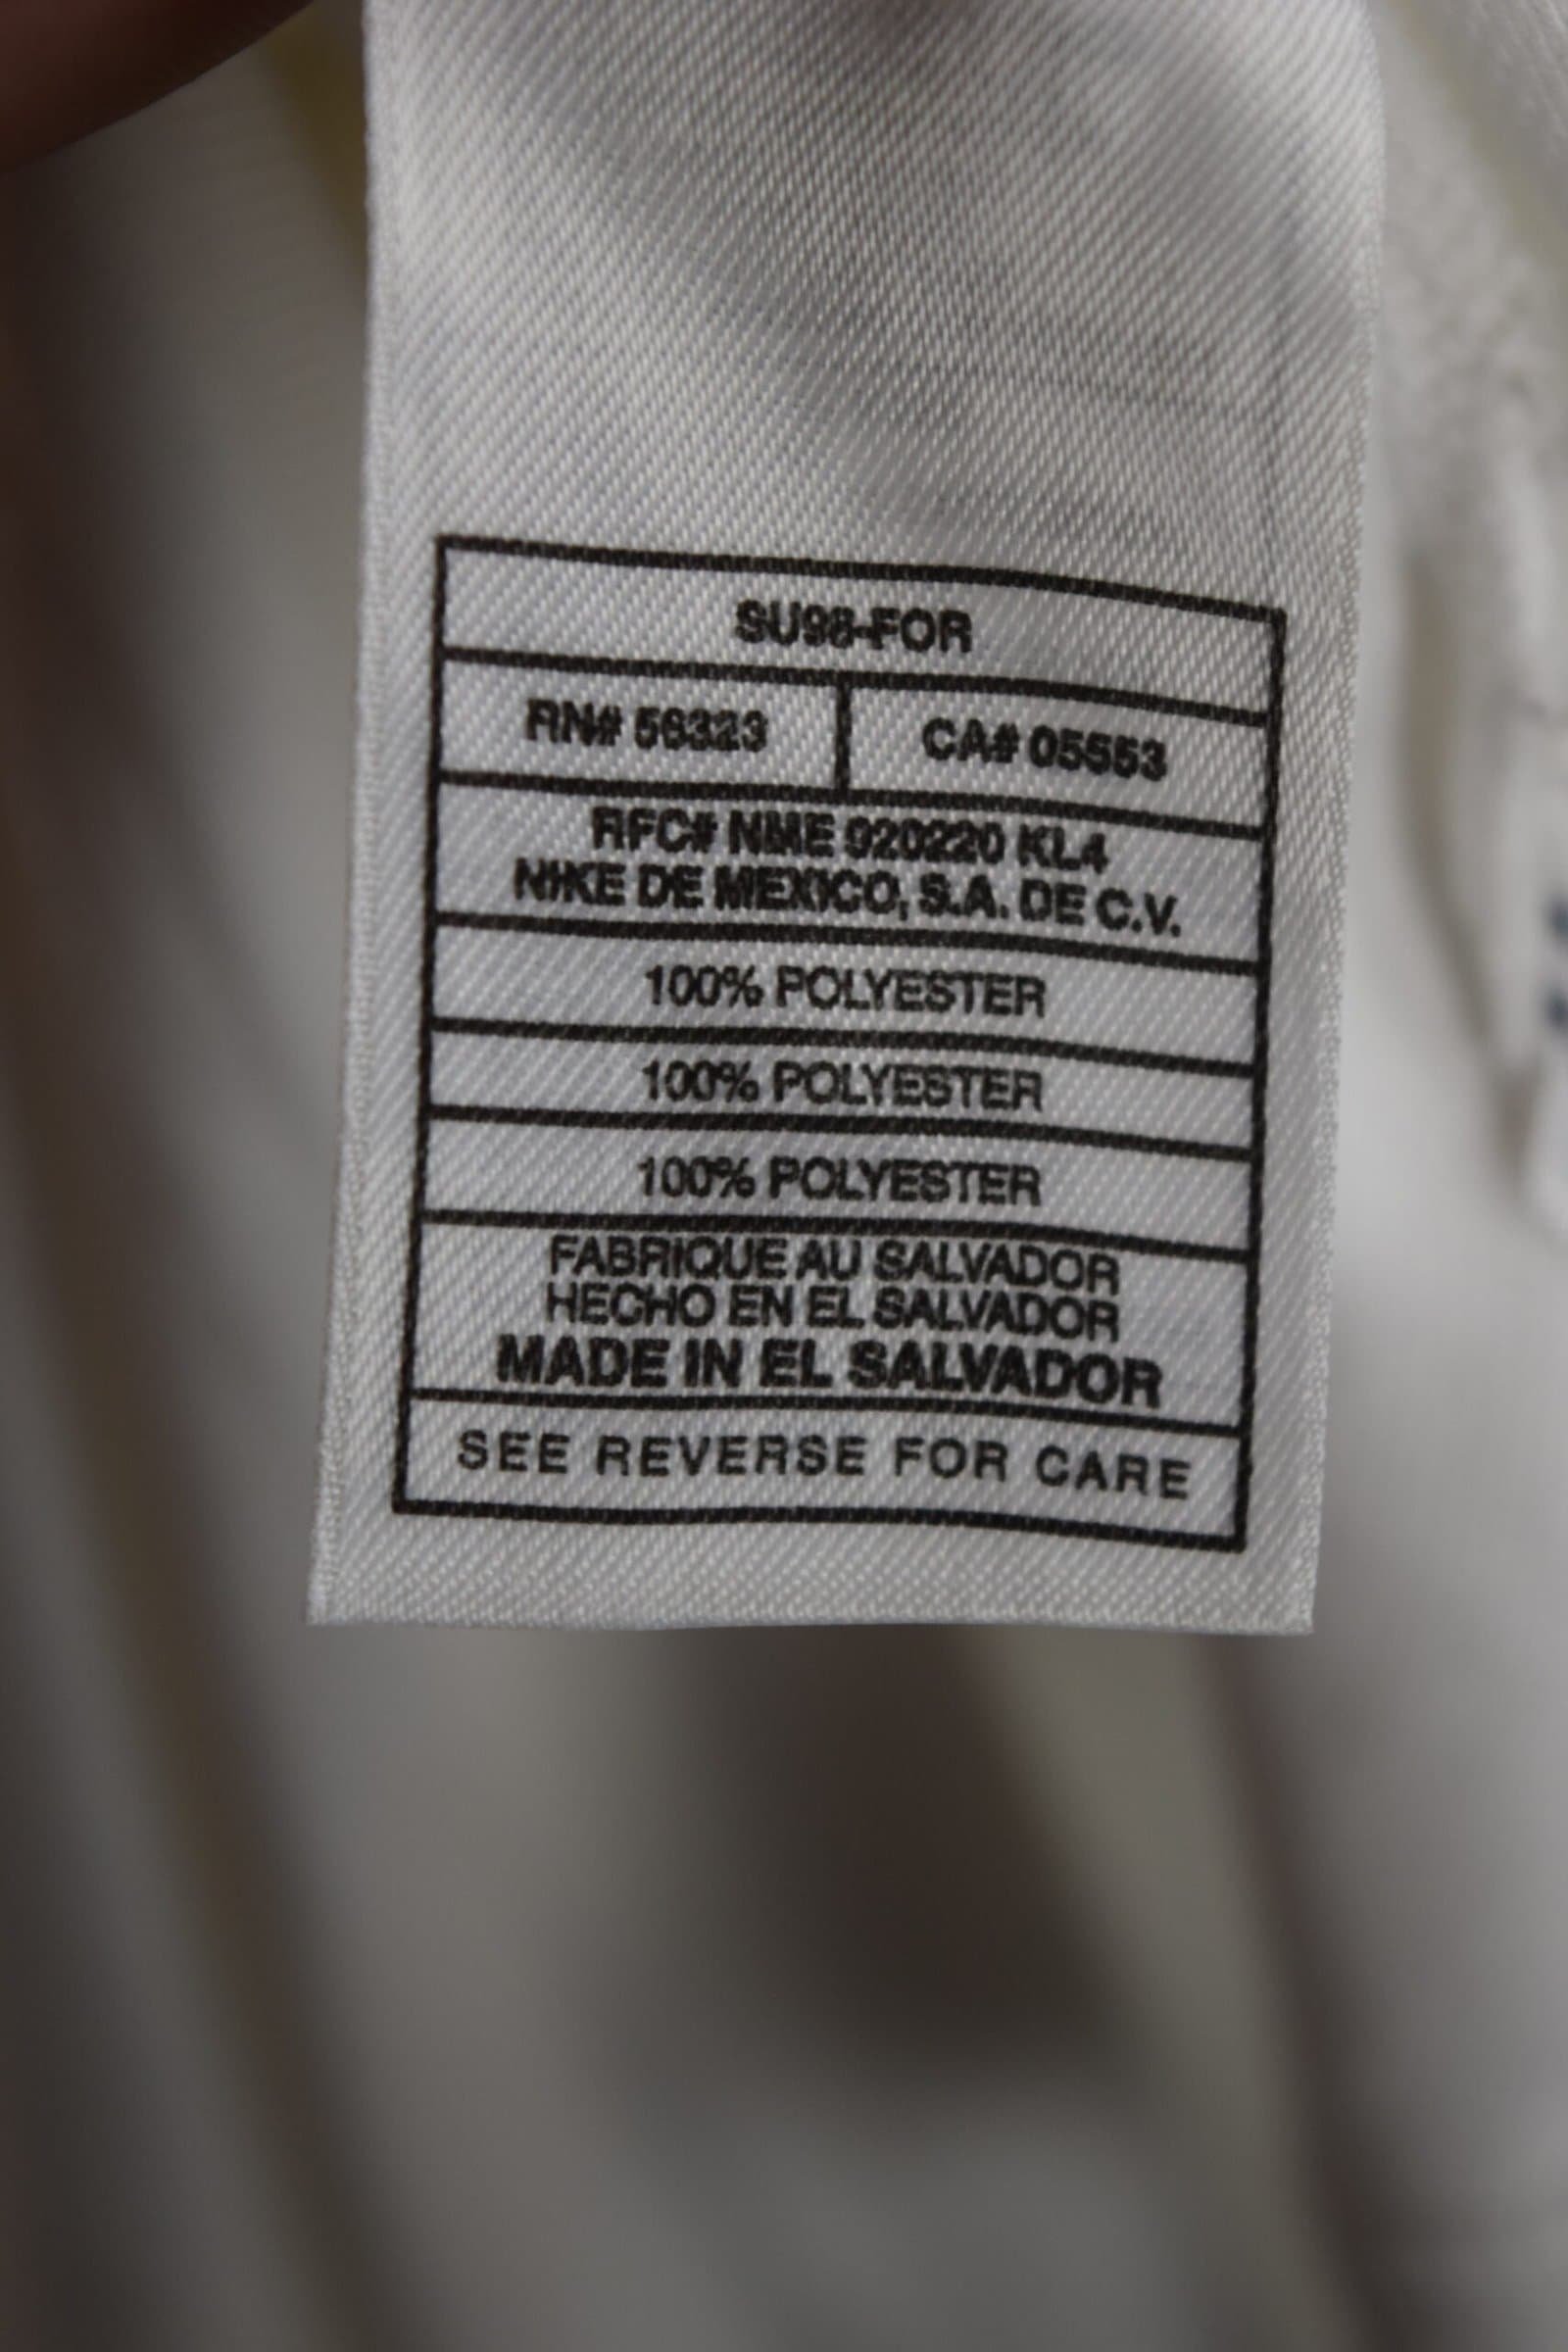 SU98-FOR
RN# 56323 CA# 05553
RFC# NME 920220 KL4
NIKE DE MEXICO, S.A. DE C.V.
100% POLYESTER
100% POLYESTER
100% POLYESTER
FABRIQUE AU SALVADOR
HECHO EN EL SALVADOR
MADE IN EL SALVADOR
SEE REVERSE FOR CARE